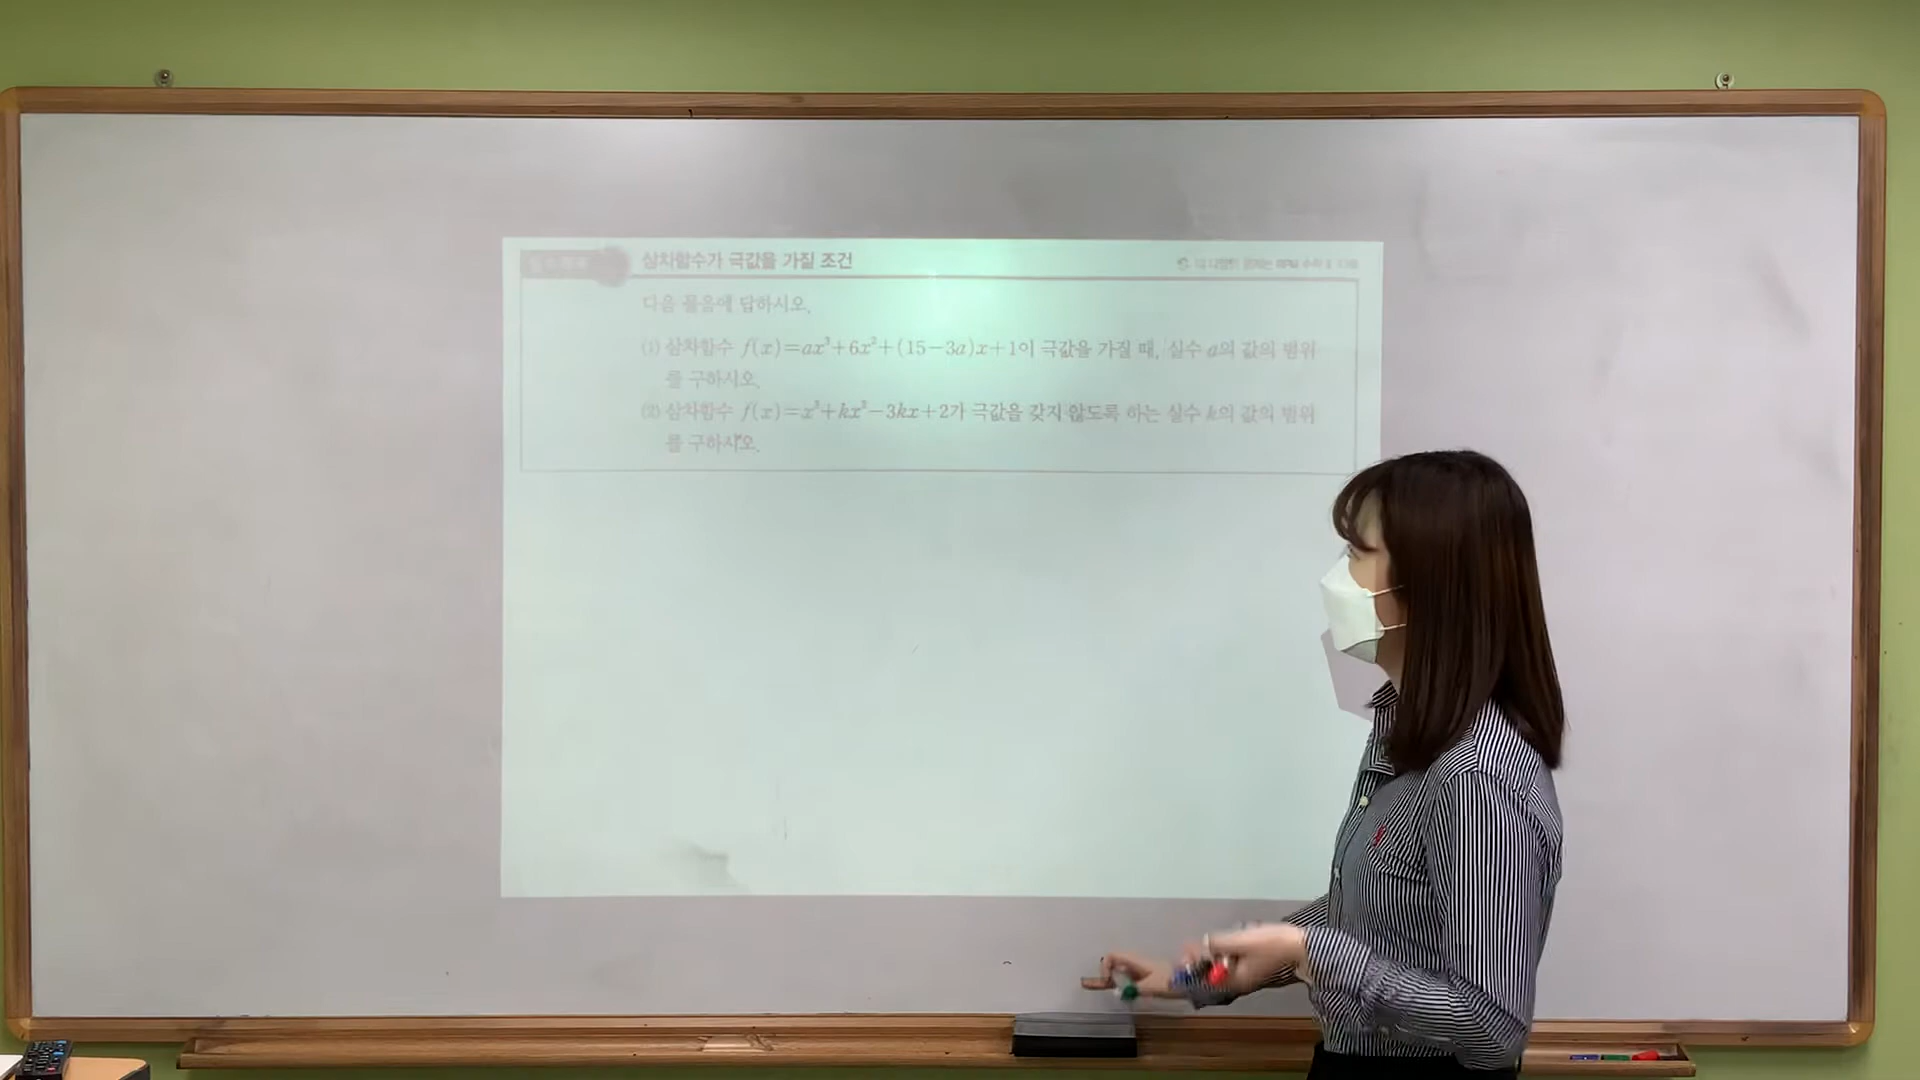 삼차함수가 극값을 가질 조건
다음 물음에 답하시오.
(1) 삼차함수 f(x)=ax³+6x²+(15-3a)x+1이 극값을 가질 때, 실수 a의 값의 범위
를 구하시오.
(2) 삼차함수 f(x)=x³+kx²-3kx+2가 극값을 갖지 않도록 하는 실수 k의 값의 범위
를 구하시오.